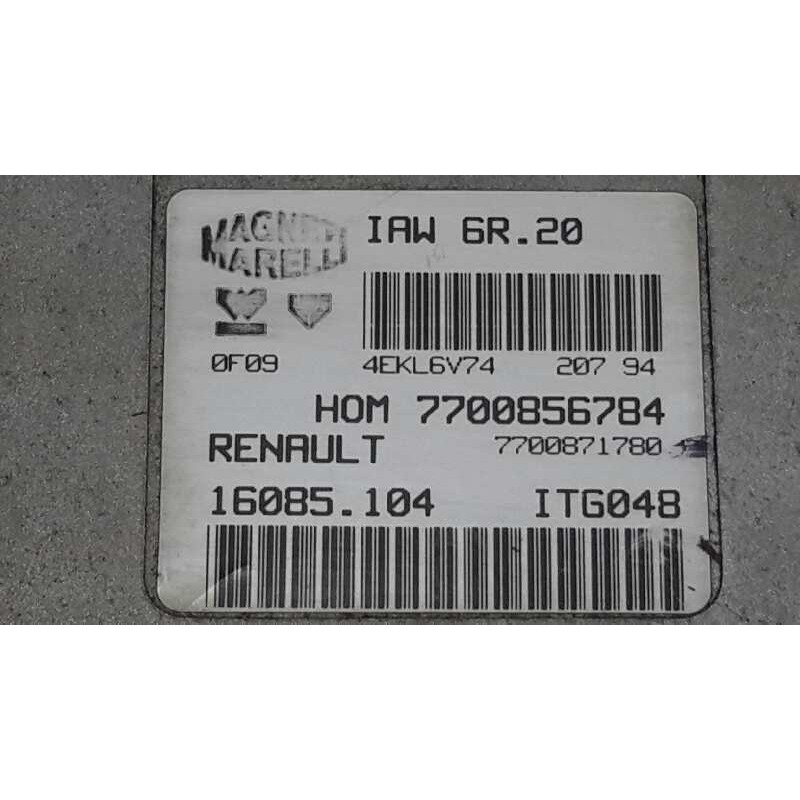 MAGNETI MARELLI
IAW 6R.20
0F09 4EKL6V74 207 94
HOM 7700856784
RENAULT 7700871780
16085.104 ITG048